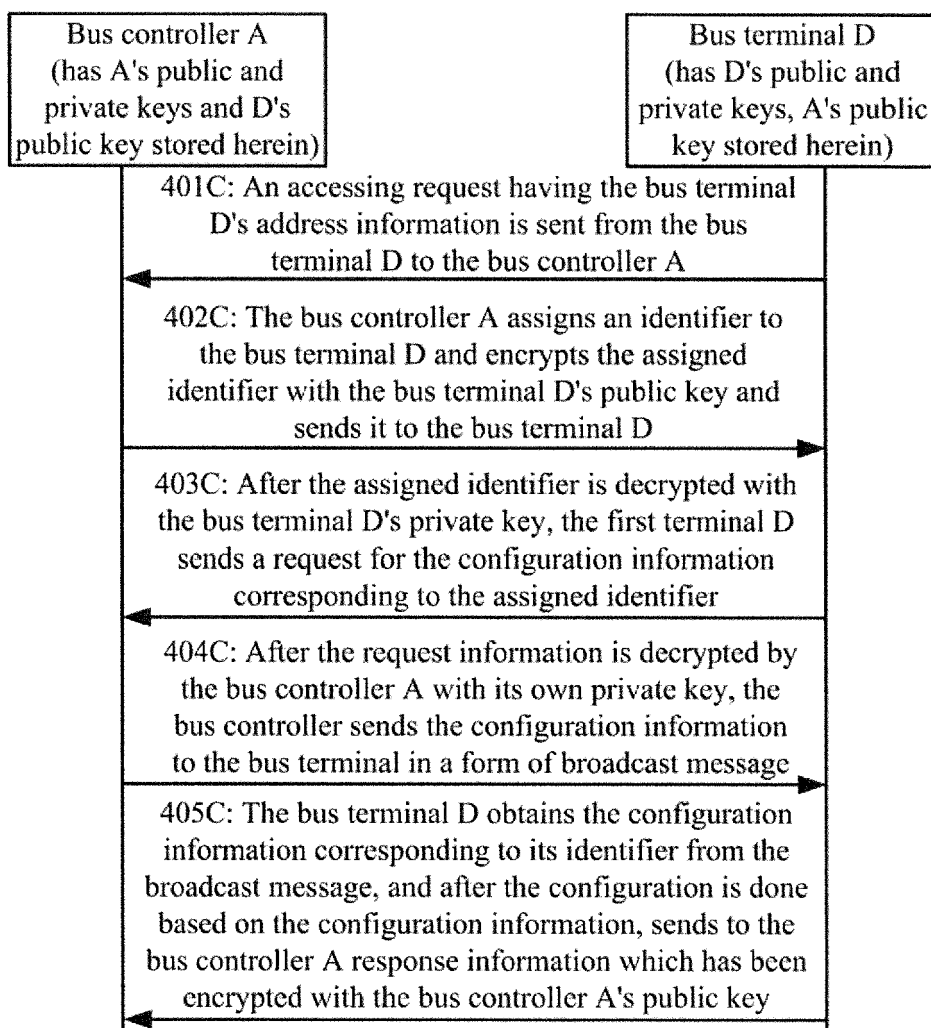 Bus controller A
(has A's public and
private keys and D's
public key stored herein)
Bus terminal D
(has D's public and
private keys, A's public
key stored herein)
401C: An accessing request having the bus terminal
D's address information is sent from the bus
terminal D to the bus controller A
402C: The bus controller A assigns an identifier to
the bus terminal D and encrypts the assigned
identifier with the bus terminal D's public key and
sends it to the bus terminal D
403C: After the assigned identifier is decrypted with
the bus terminal D's private key, the first terminal D
sends a request for the configuration information
corresponding to the assigned identifier
404C: After the request information is decrypted by
the bus controller A with its own private key, the
bus controller sends the configuration information
to the bus terminal in a form of broadcast message
405C: The bus terminal D obtains the configuration
information corresponding to its identifier from the
broadcast message, and after the configuration is done
based on the configuration information, sends to the
bus controller A response information which has been
encrypted with the bus controller A's public key